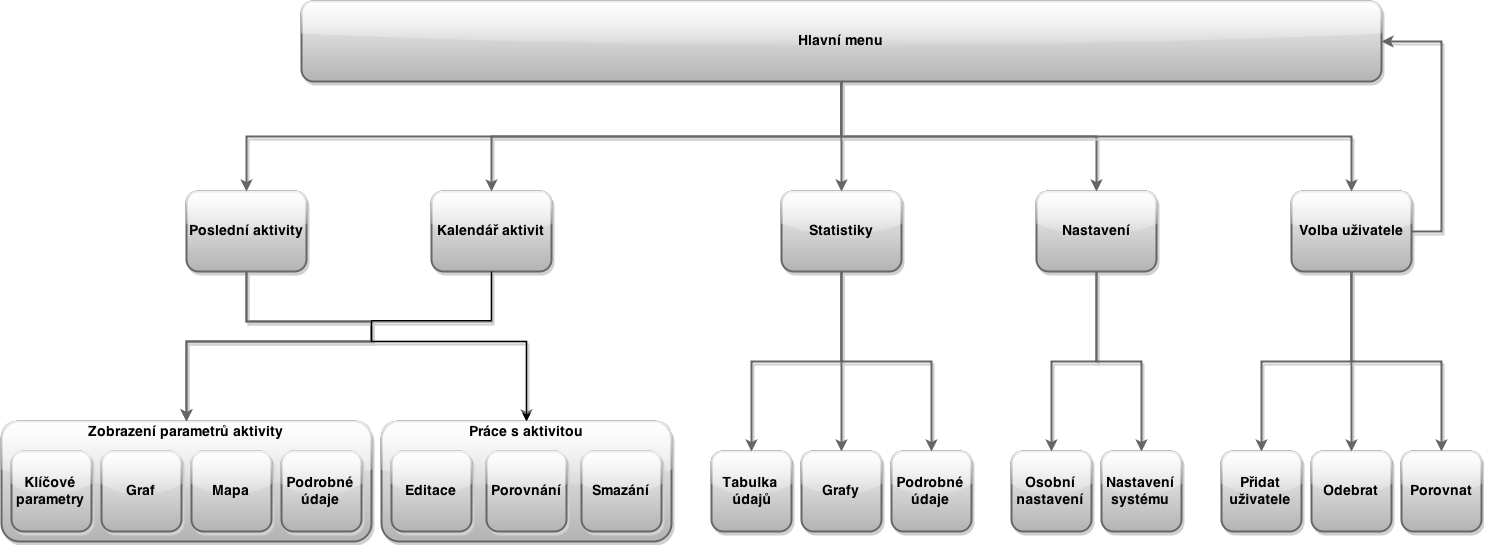 Hlavní menu
Poslední aktivity
Kalendář aktivit
Statistiky
Nastavení
Volba uživatele
Zobrazení parametrů aktivity
Klíčové
parametry
Graf
Mapa
Podrobné
údaje
Práce s aktivitou
Editace
Porovnání
Smazání
Tabulka
údajů
Grafy
Podrobné
údaje
Osobní
nastavení
Nastavení
systému
Přidat
uživatele
Odebrat
Porovnat